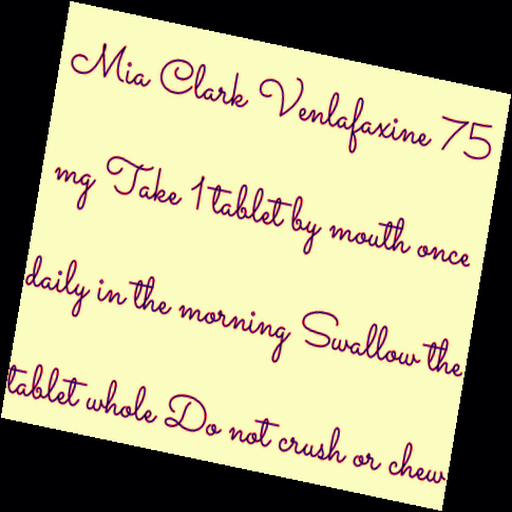 Mia Clark Venlafaxine 75
mg Take 1 tablet by mouth once
daily in the morning Swallow the
tablet whole Do not crush or chew